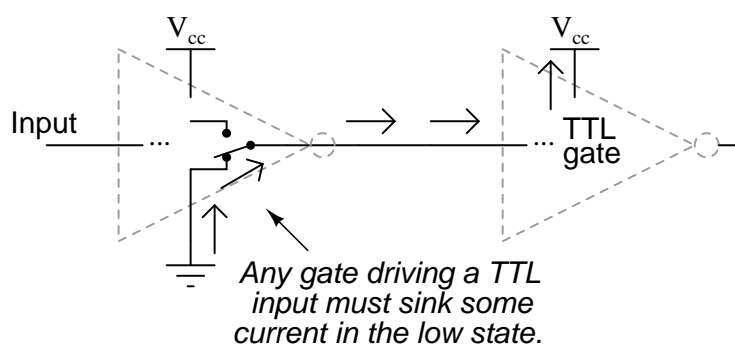 Vcc
Vcc
Input
...
...
TTL
gate
Any gate driving a TTL
input must sink some
current in the low state.